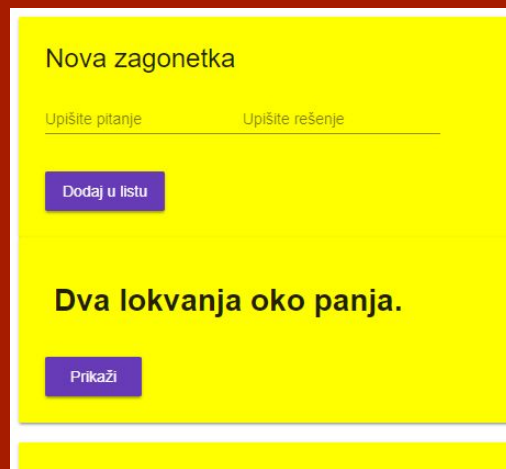 Nova zagonetka
Upišite pitanje Upišite rešenje
Dodaj u listu
Dva lokvanja oko panja.
Prikaži